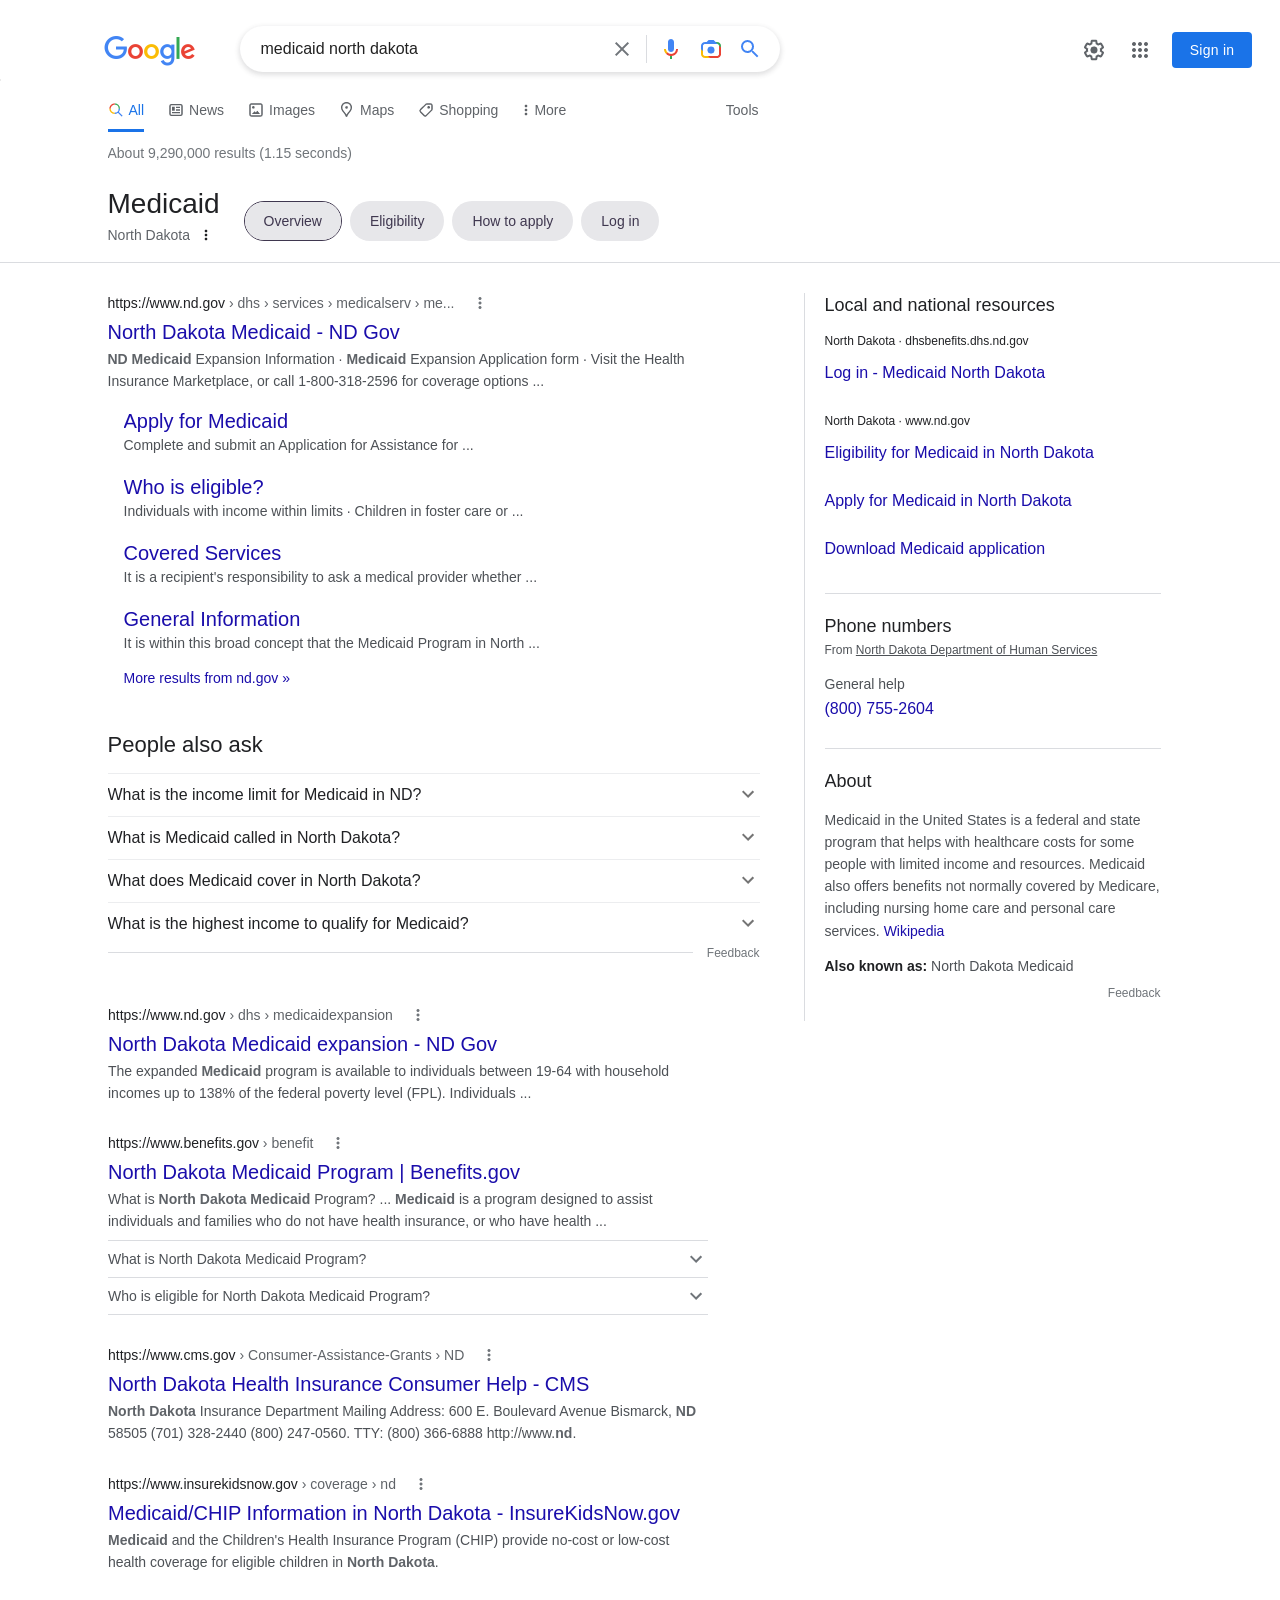 Google
medicaid north dakota
Sign in
All
News
Images
Maps
Shopping
More
Tools
About 9,290,000 results (1.15 seconds)
Medicaid
North Dakota
Overview
Eligibility
How to apply
Log in
https://www.nd.gov › dhs › services › medicalserv › me...
North Dakota Medicaid - ND Gov
ND Medicaid Expansion Information · Medicaid Expansion Application form · Visit the Health
Insurance Marketplace, or call 1-800-318-2596 for coverage options ...
Apply for Medicaid
Complete and submit an Application for Assistance for ...
Who is eligible?
Individuals with income within limits · Children in foster care or ...
Covered Services
It is a recipient's responsibility to ask a medical provider whether ...
General Information
It is within this broad concept that the Medicaid Program in North ...
More results from nd.gov »
People also ask
What is the income limit for Medicaid in ND?
What is Medicaid called in North Dakota?
What does Medicaid cover in North Dakota?
What is the highest income to qualify for Medicaid?
Feedback
https://www.nd.gov › dhs › medicaidexpansion
North Dakota Medicaid expansion - ND Gov
The expanded Medicaid program is available to individuals between 19-64 with household
incomes up to 138% of the federal poverty level (FPL). Individuals ...
https://www.benefits.gov › benefit
North Dakota Medicaid Program | Benefits.gov
What is North Dakota Medicaid Program? ... Medicaid is a program designed to assist
individuals and families who do not have health insurance, or who have health ...
What is North Dakota Medicaid Program?
Who is eligible for North Dakota Medicaid Program?
https://www.cms.gov › Consumer-Assistance-Grants › ND
North Dakota Health Insurance Consumer Help - CMS
North Dakota Insurance Department Mailing Address: 600 E. Boulevard Avenue Bismarck, ND
58505 (701) 328-2440 (800) 247-0560. TTY: (800) 366-6888 http://www.nd.
https://www.insurekidsnow.gov › coverage › nd
Medicaid/CHIP Information in North Dakota - InsureKidsNow.gov
Medicaid and the Children's Health Insurance Program (CHIP) provide no-cost or low-cost
health coverage for eligible children in North Dakota.
Local and national resources
North Dakota · dhsbenefits.dhs.nd.gov
Log in - Medicaid North Dakota
North Dakota · www.nd.gov
Eligibility for Medicaid in North Dakota
Apply for Medicaid in North Dakota
Download Medicaid application
Phone numbers
From North Dakota Department of Human Services
General help
(800) 755-2604
About
Medicaid in the United States is a federal and state
program that helps with healthcare costs for some
people with limited income and resources. Medicaid
also offers benefits not normally covered by Medicare,
including nursing home care and personal care
services. Wikipedia
Also known as: North Dakota Medicaid
Feedback